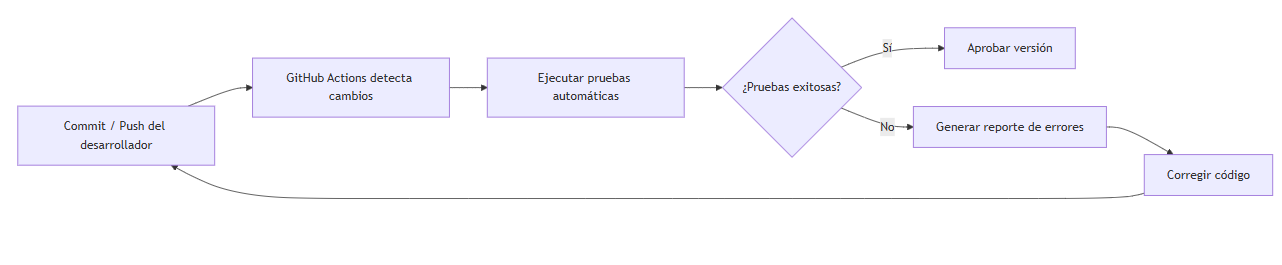 Commit / Push del
desarrollador
GitHub Actions detecta
cambios
Ejecutar pruebas
automáticas
¿Pruebas exitosas?
Sí
Aprobar versión
No
Generar reporte de errores
Corregir código